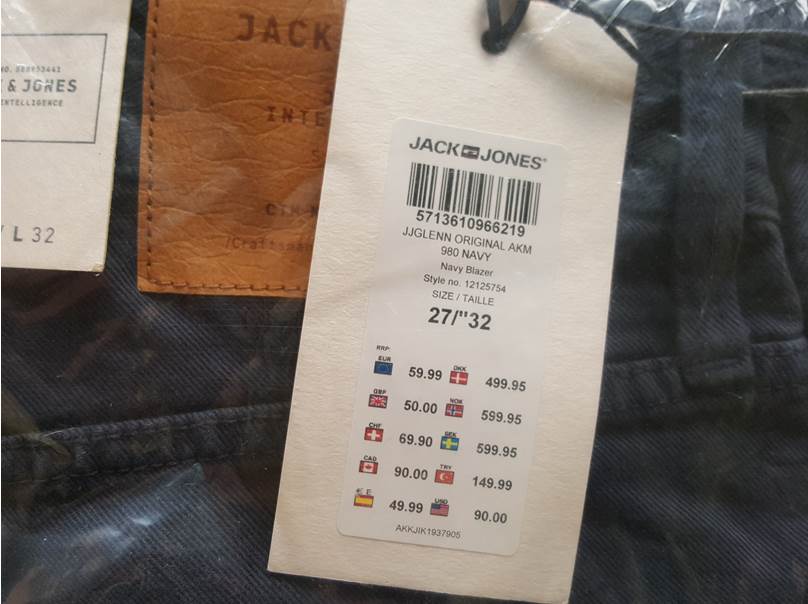 NO. 
& JONES
INTELLIGENCE
L 32
JACK
INTE
JACK JONES®
5713610966219
JJGLENN ORIGINAL AKM
980 NAVY
Navy Blazer
Style no. 12125754
SIZE / TAILLE
27/"32
RRP:
EUR 59.99 DKK 499.95
GBP 50.00 NOK 599.95
CHF 69.90 SEK 599.95
CAD 90.00 TRY 149.99
€ E 49.99 USD 90.00
AKKJIK1937905